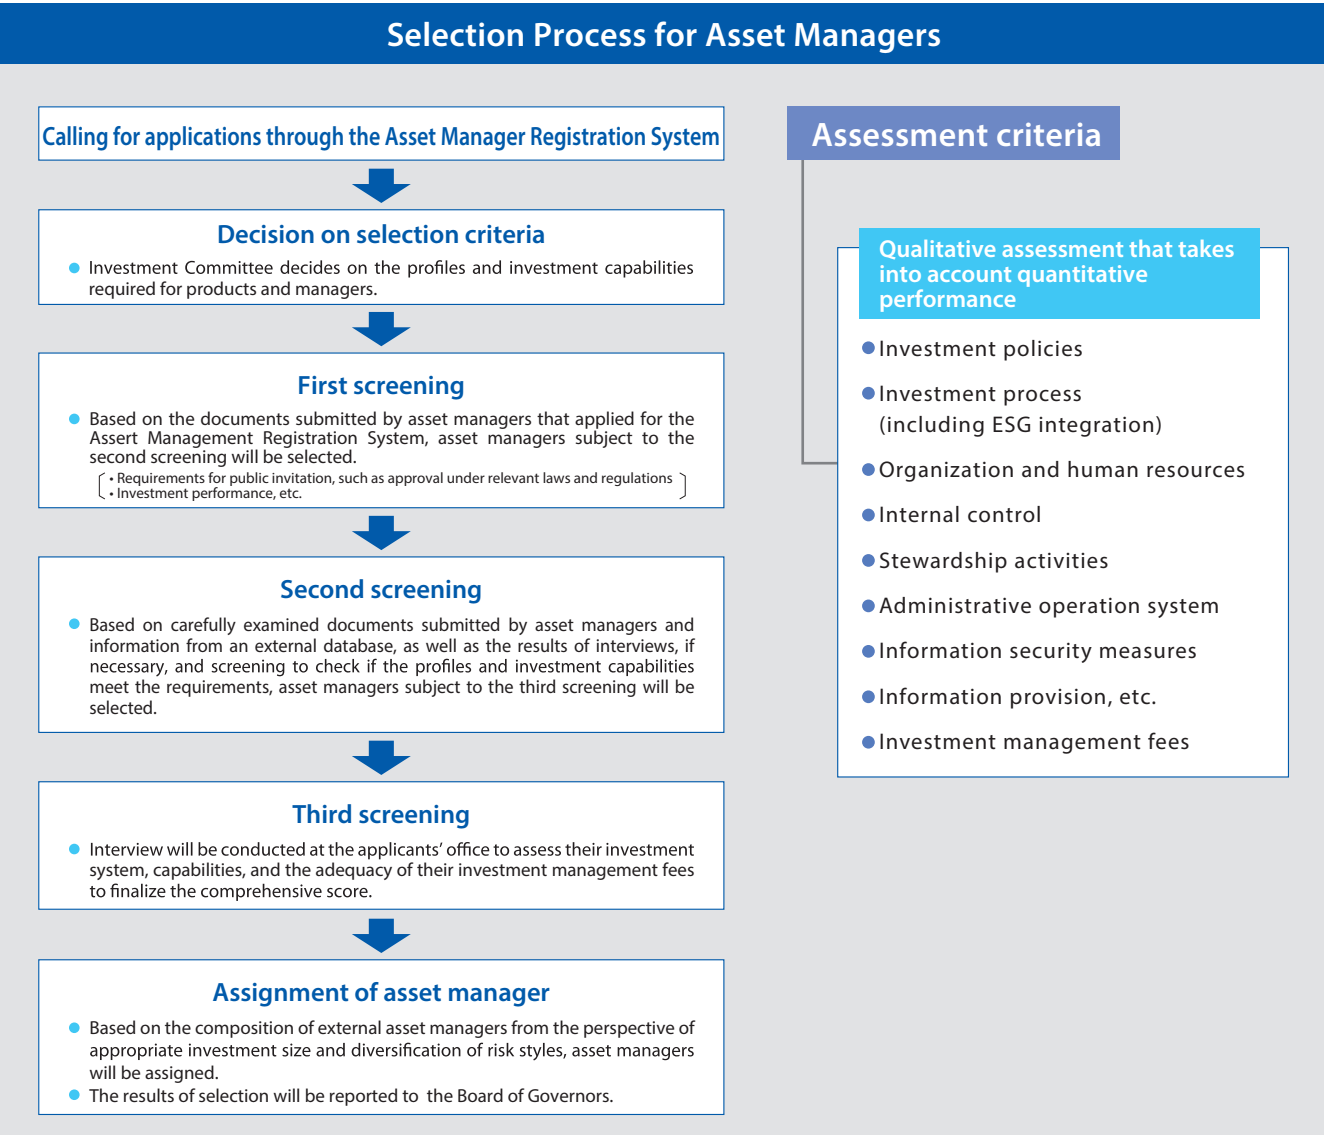 Selection Process for Asset Managers
Calling for applications through the Asset Manager Registration System
Decision on selection criteria
● Investment Committee decides on the profiles and investment capabilities
required for products and managers.
First screening
● Based on the documents submitted by asset managers that applied for the
Assert Management Registration System, asset managers subject to the
second screening will be selected.
• Requirements for public invitation, such as approval under relevant laws and regulations
• Investment performance, etc.
Second screening
● Based on carefully examined documents submitted by asset managers and
information from an external database, as well as the results of interviews, if
necessary, and screening to check if the profiles and investment capabilities
meet the requirements, asset managers subject to the third screening will be
selected.
Third screening
● Interview will be conducted at the applicants’ office to assess their investment
system, capabilities, and the adequacy of their investment management fees
to finalize the comprehensive score.
Assignment of asset manager
● Based on the composition of external asset managers from the perspective of
appropriate investment size and diversification of risk styles, asset managers
will be assigned.
● The results of selection will be reported to the Board of Governors.
Assessment criteria
Qualitative assessment that takes
into account quantitative
performance
● Investment policies
● Investment process
(including ESG integration)
● Organization and human resources
● Internal control
● Stewardship activities
● Administrative operation system
● Information security measures
● Information provision, etc.
● Investment management fees